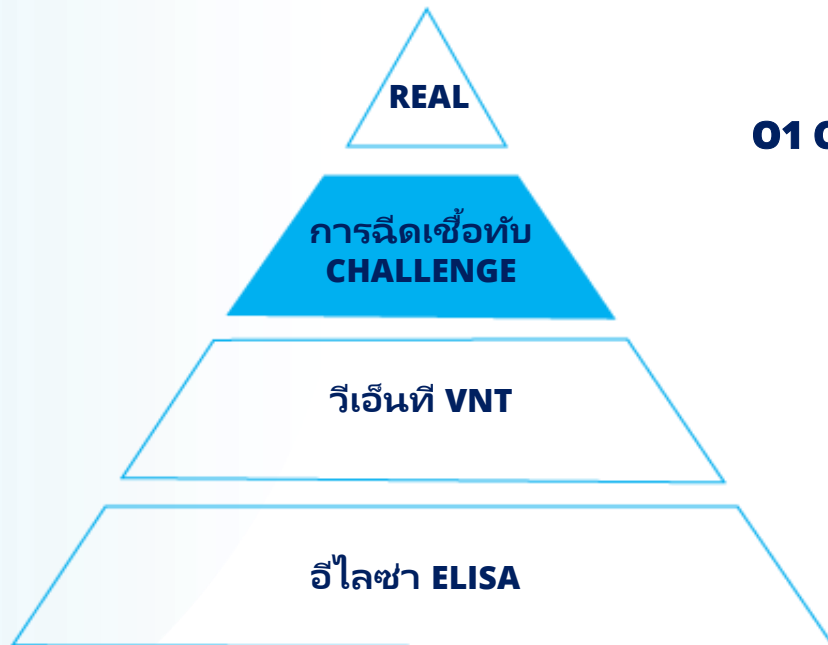 REAL
O1
การฉีดเชื้อทับ
CHALLENGE
วีเอ็นที VNT
อีไลซ่า ELISA